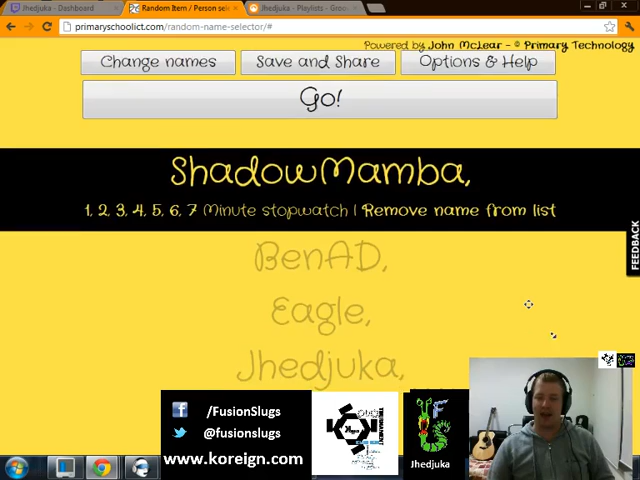 Jhedjuka - Dashboard
Random Item / Person sele
Jhedjuka - Playlists - Groo
primaryschoolict.com/random-name-selector/#
Powered by John McLear - © Primary Technology
Change names
Save and Share
Options & Help
Go!
ShadowMamba,
1, 2, 3, 4, 5, 6, 7 Minute stopwatch | Remove name from list
FEEDBACK
BenAD,
Eagle,
Jhedjuka,
/FusionSlugs
@fusionslugs
www.koreign.com
Jhedjuka